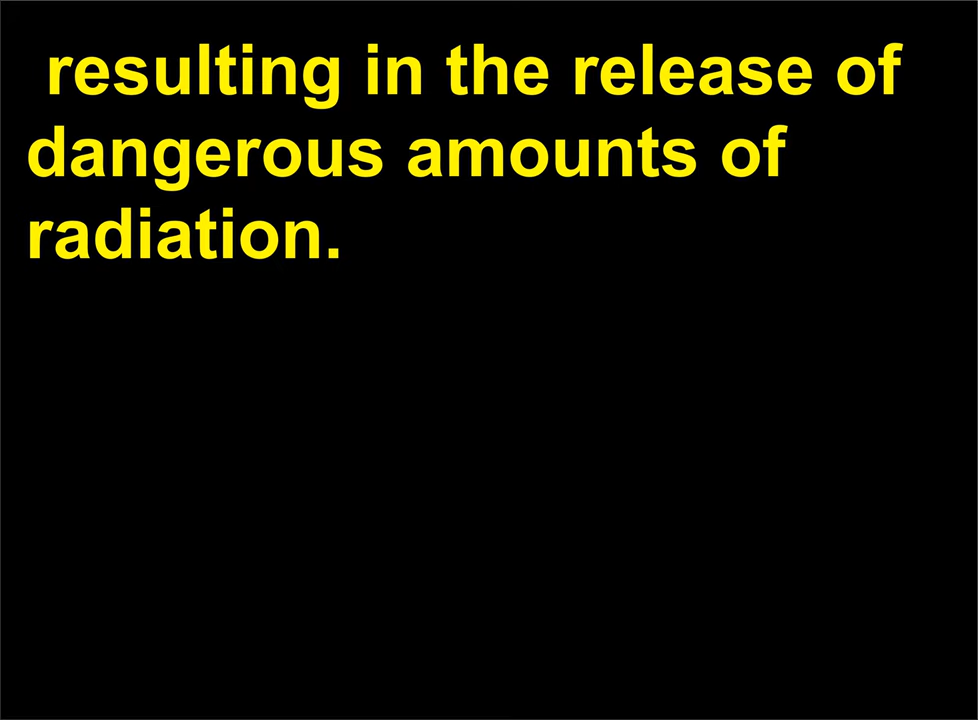 resulting in the release of
dangerous amounts of
radiation.